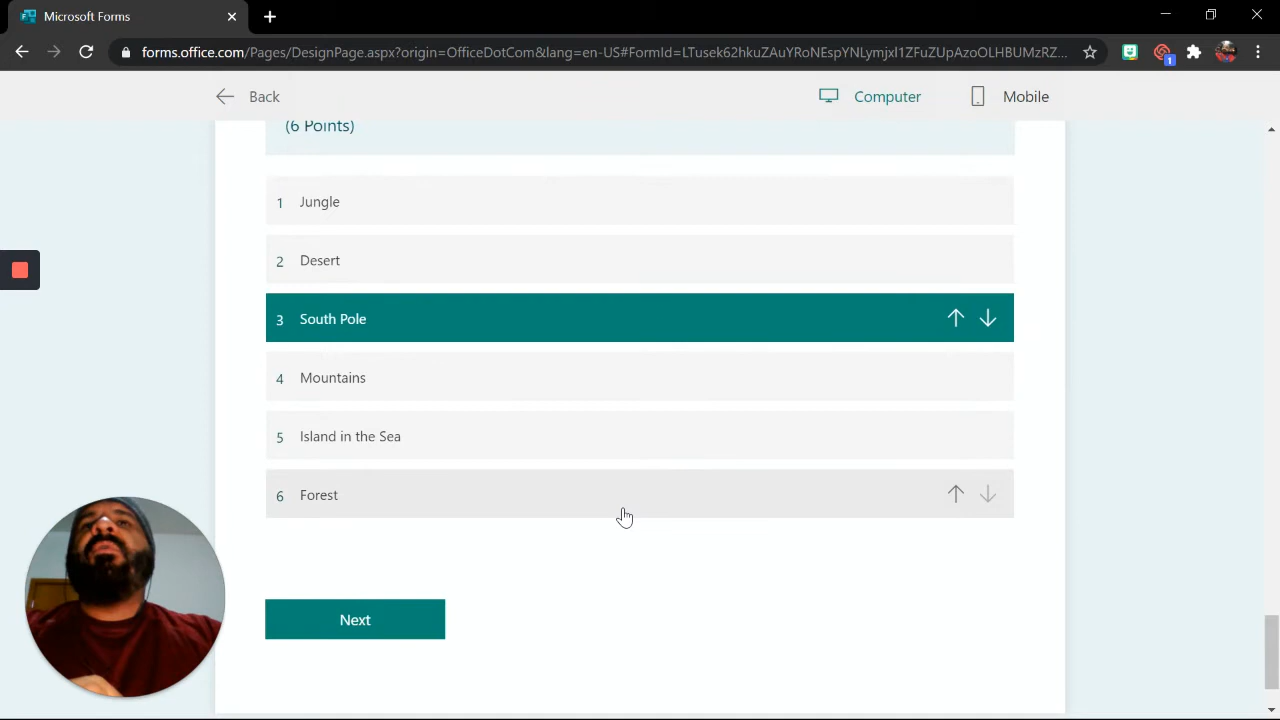 Microsoft Forms
forms.office.com/Pages/DesignPage.aspx?origin=OfficeDotCom&lang=en-US#FormId=LTusek62hkuZAuYRoNEspYNLymjxI1ZFuZUpAzoOLHBUMzRZ...
1
Back
Computer
Mobile
(6 Points)
1 Jungle
2 Desert
3 South Pole
4 Mountains
5 Island in the Sea
6 Forest
Next